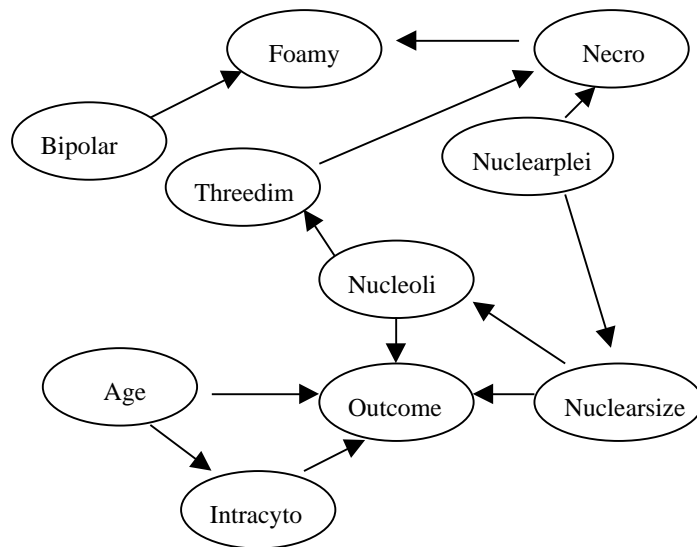 Foamy
Necro
Bipolar
Nuclearplei
Threedim
Nucleoli
Age
Outcome
Nuclearsize
Intracyto